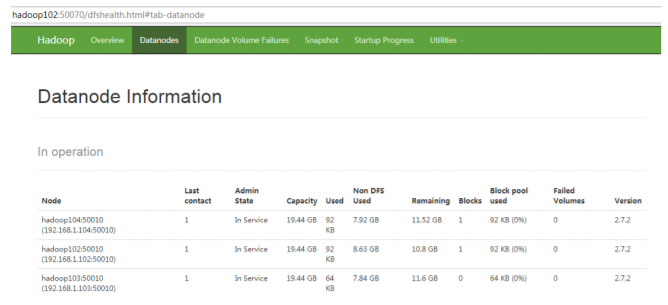 hadoop102:50070/dfshealth.html#tab-datanode
Hadoop Overview Datanodes Datanode Volume Failures Snapshot Startup Progress Utilities
Datanode Information
In operation
Node Last contact Admin State Capacity Used Non DFS Used Remaining Blocks Block pool used Failed Volumes Version
hadoop104:50010 (192.168.1.104:50010) 1 In Service 19.44 GB 92 KB 7.92 GB 11.52 GB 1 92 KB (0%) 0 2.7.2
hadoop102:50010 (192.168.1.102:50010) 1 In Service 19.44 GB 92 KB 8.63 GB 10.8 GB 1 92 KB (0%) 0 2.7.2
hadoop103:50010 (192.168.1.103:50010) 1 In Service 19.44 GB 64 KB 7.84 GB 11.6 GB 0 64 KB (0%) 0 2.7.2